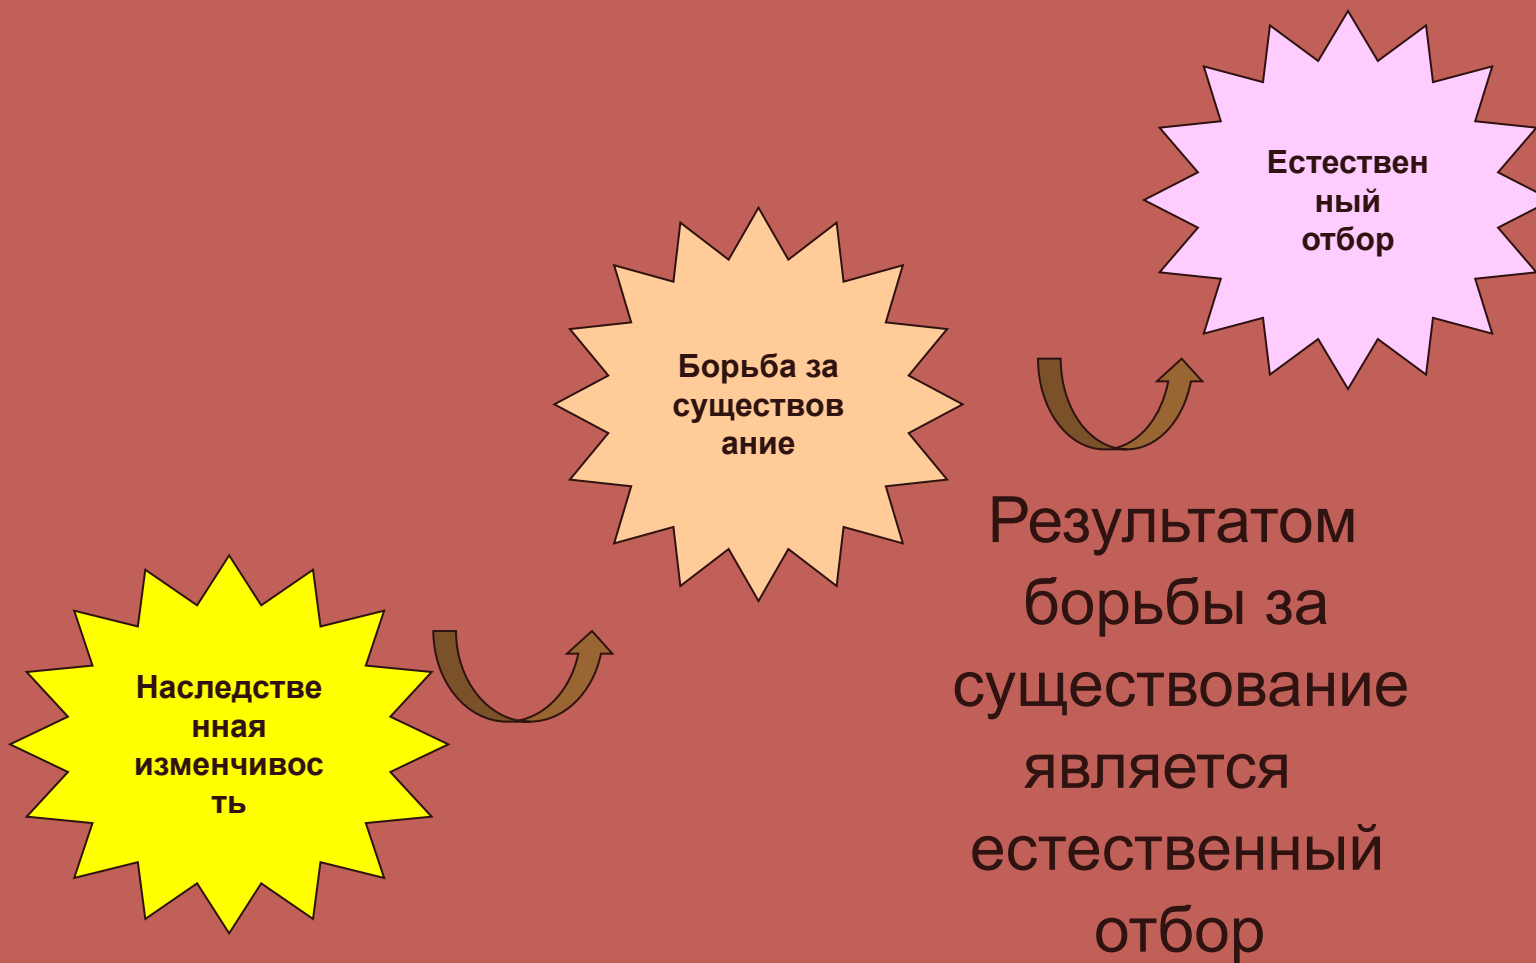 Естествен
ный
отбор
Борьба за
существов
ание
Наследстве
нная
изменчивос
ть
Результатом
борьбы за
существование
является
естественный
отбор